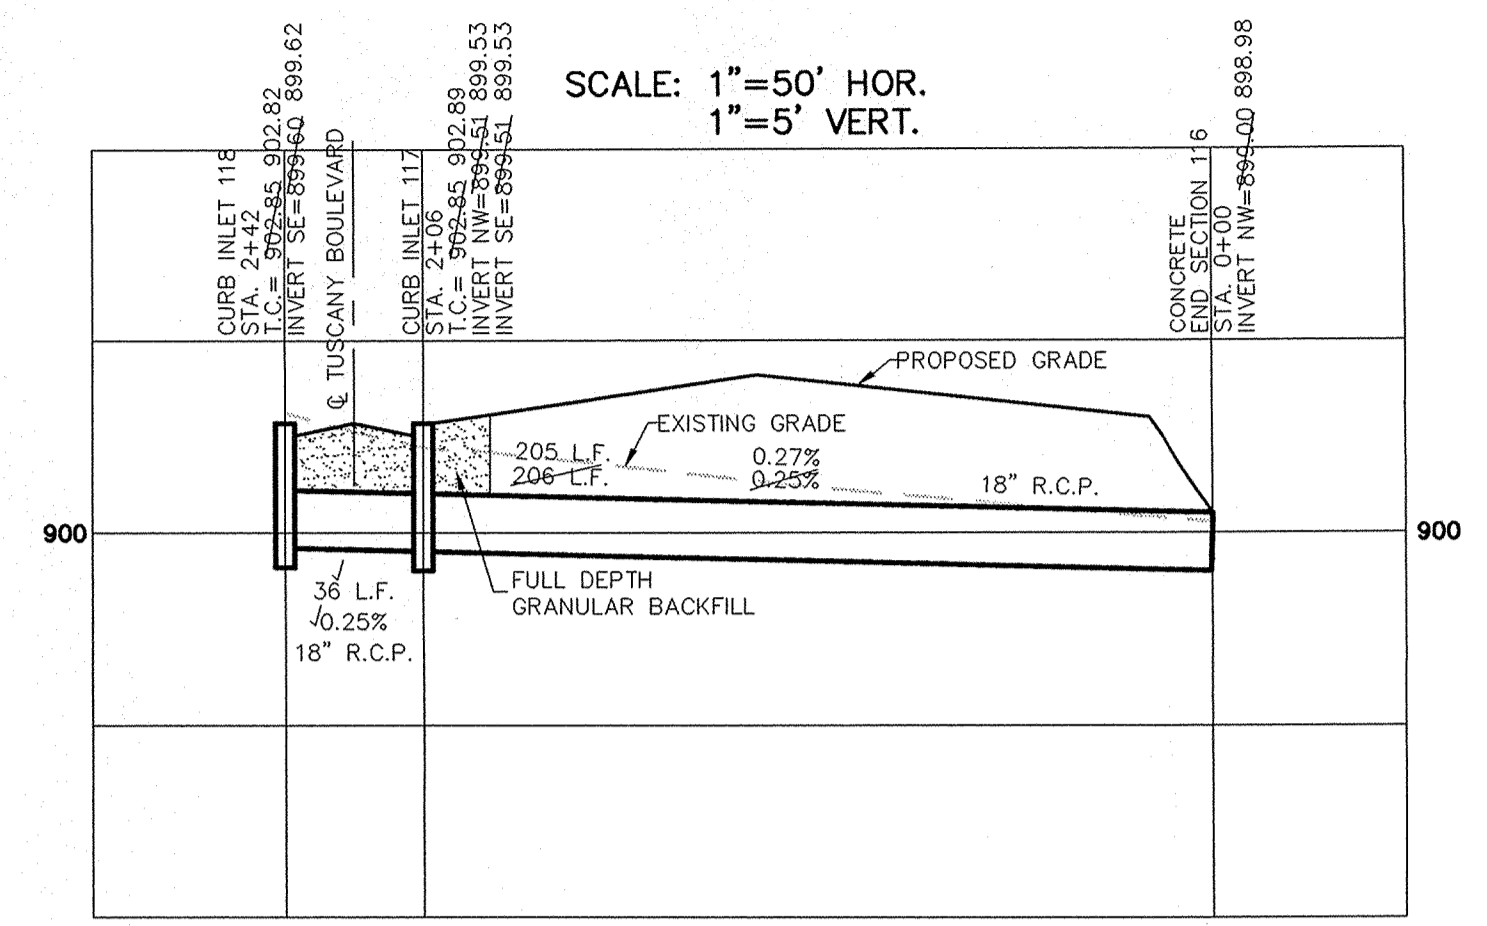 SCALE: 1"=50' HOR.
1"=5' VERT.
CURB INLET 118
STA. 2+42
T.C.= 902.85 902.82
INVERT SE=899.60 899.62
℄ TUSCANY BOULEVARD
CURB INLET 117
STA. 2+06
T.C.= 902.85 902.89
INVERT NW=899.51 899.53
INVERT SE=899.51 899.53
CONCRETE
END SECTION 116
STA. 0+00
INVERT NW=899.00 898.98
PROPOSED GRADE
EXISTING GRADE
205 L.F.
206 L.F.
0.27%
0.25%
18" R.C.P.
900
900
FULL DEPTH
GRANULAR BACKFILL
36 L.F.
√0.25%
18" R.C.P.